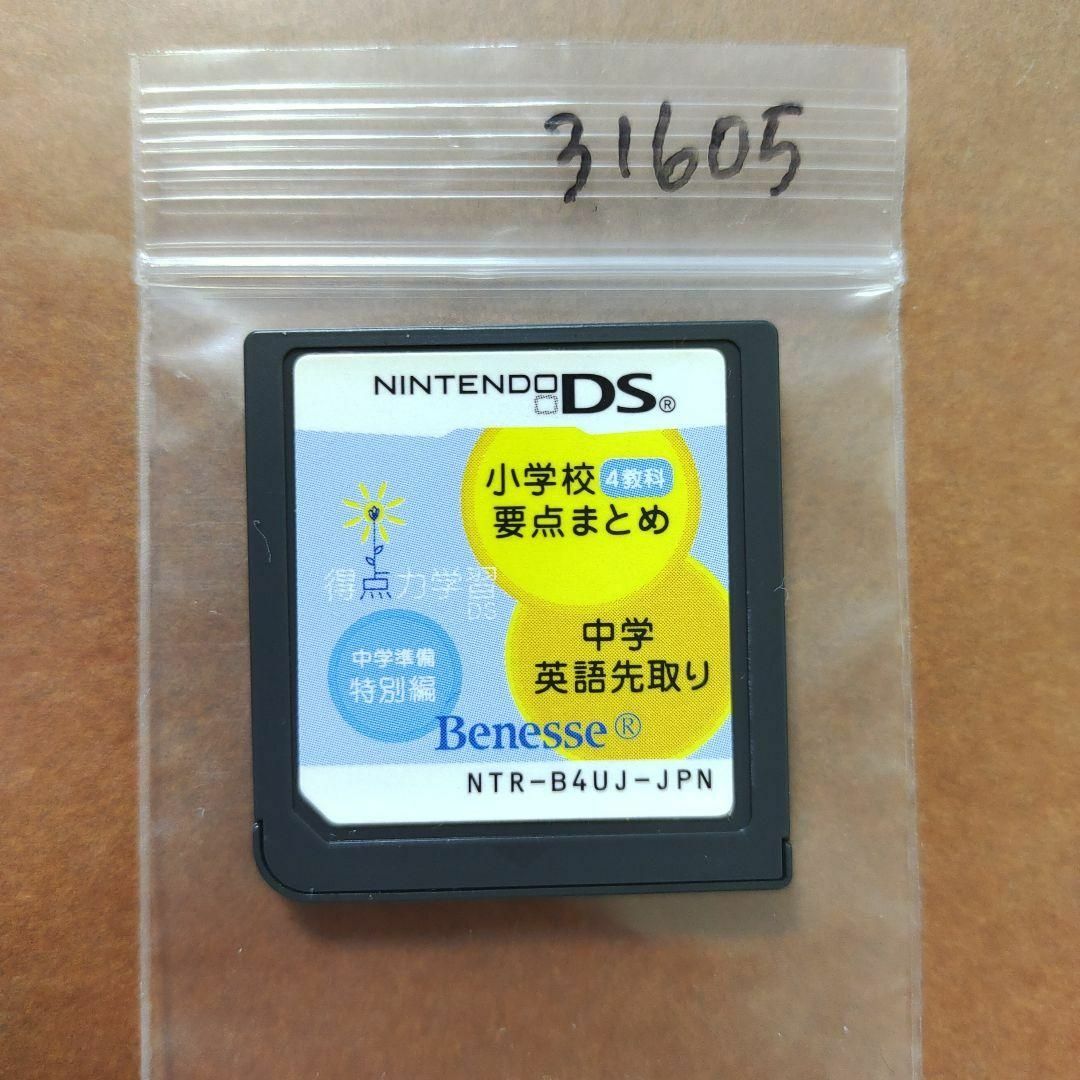 31605
NINTENDO DS®
小学校 4教科
要点まとめ
得点力学習
DS
中学準備
特別編
中学
英語先取り
Benesse®
NTR-B4UJ-JPN